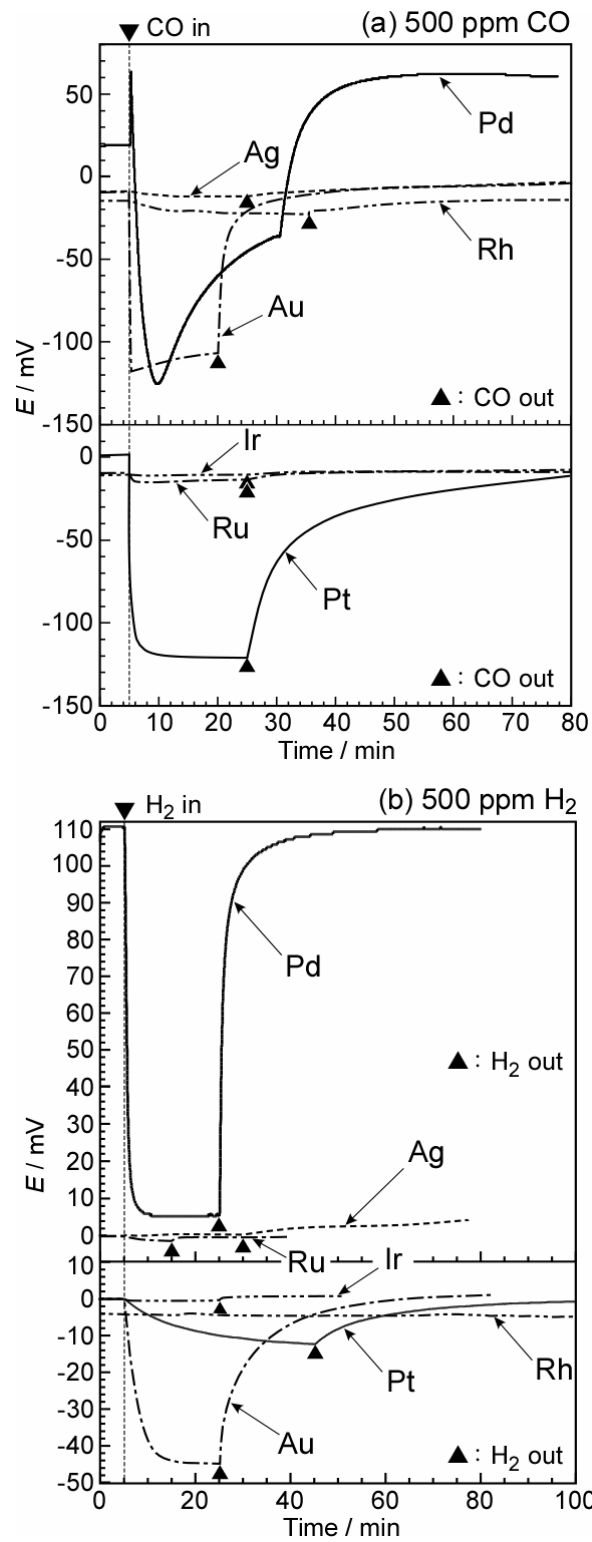 ▼ CO in (a) 500 ppm CO
50
0
-50
-100
-150
E / mV
Pd
Ag
Rh
Au
▲ : CO out
0
-50
-100
-150
Ir
Ru
Pt
▲ : CO out
0 10 20 30 40 50 60 70 80
Time / min
▼ H₂ in (b) 500 ppm H₂
110
100
90
80
70
60
50
40
30
20
10
0
E / mV
Pd
▲ : H₂ out
Ag
Ru
10
0
-10
-20
-30
-40
-50
Ir
Pt
Rh
Au
▲ : H₂ out
0 20 40 60 80 100
Time / min